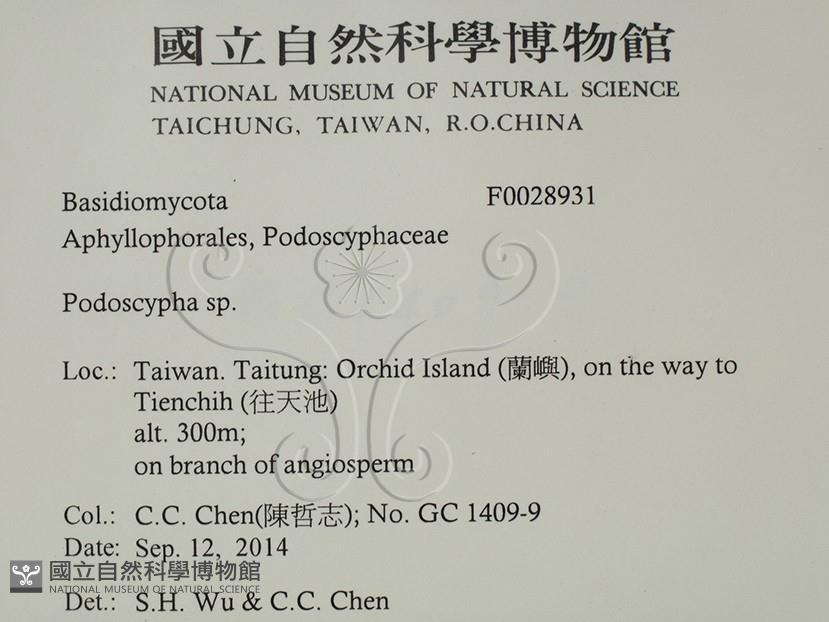 國立自然科學博物館
NATIONAL MUSEUM OF NATURAL SCIENCE
TAICHUNG, TAIWAN, R.O.CHINA
Basidiomycota F0028931
Aphyllophorales, Podoscyphaceae
Podoscypha sp.
Loc.: Taiwan. Taitung: Orchid Island (蘭嶼), on the way to
Tienchih (往天池)
alt. 300m;
on branch of angiosperm
Col.: C.C. Chen(陳哲志); No. GC 1409-9
Date: Sep. 12, 2014
國立自然科學博物館
NATIONAL MUSEUM OF NATURAL SCIENCE
Det.: S.H. Wu & C.C. Chen